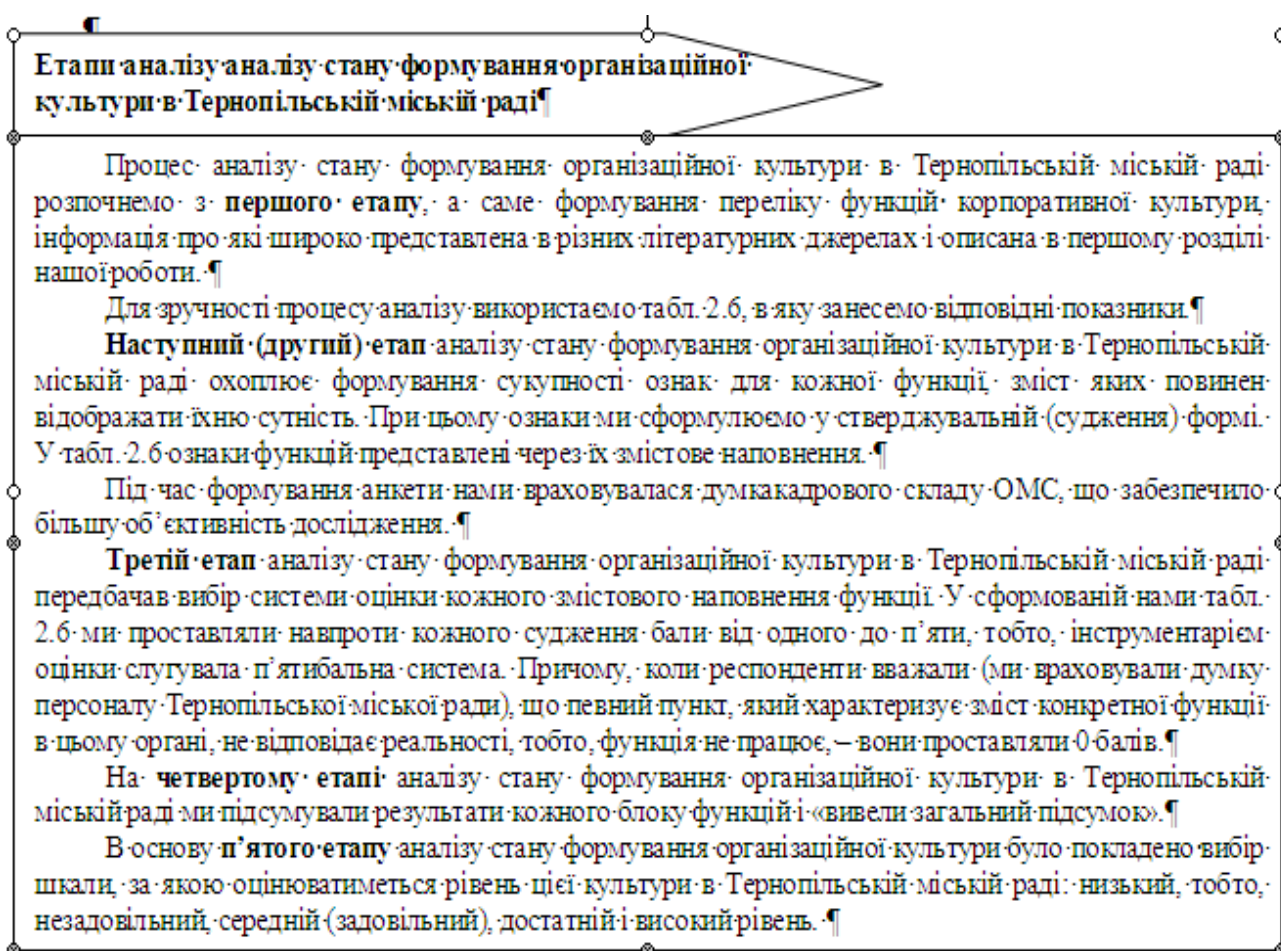 Етапи аналізу аналізу стану формування організаційної
культури в Тернопільській міській раді
Процес аналізу стану формування організаційної культури в Тернопільській міській раді
розпочнемо з першого етапу, а саме формування переліку функцій корпоративної культури,
інформація про які широко представлена в різних літературних джерелах і описана в першому розділі
нашої роботи.
Для зручності процесу аналізу використаємо табл. 2.6, в яку занесемо відповідні показники.
Наступний (другий) етап аналізу стану формування організаційної культури в Тернопільській
міській раді охоплює формування сукупності ознак для кожної функції, зміст яких повинен
відображати їхню сутність. При цьому ознаки ми сформулюємо у стверджувальній (судження) формі.
У табл. 2.6 ознаки функцій представлені через їх змістове наповнення.
Під час формування анкети нами враховувалася думкакадрового складу ОМС, що забезпечило
більшу об’єктивність дослідження.
Третій етап аналізу стану формування організаційної культури в Тернопільській міській раді
передбачав вибір системи оцінки кожного змістового наповнення функції. У сформованій нами табл.
2.6 ми проставляли навпроти кожного судження бали від одного до п’яти, тобто, інструментарієм
оцінки слугувала п’ятибальна система. Причому, коли респонденти вважали (ми враховували думку
персоналу Тернопільської міської ради), що певний пункт, який характеризує зміст конкретної функції
в цьому органі, не відповідає реальності, тобто, функція не працює, – вони проставляли 0 балів.
На четвертому етапі аналізу стану формування організаційної культури в Тернопільській
міській раді ми підсумували результати кожного блоку функцій і «вивели загальний підсумок».
В основу п’ятого етапу аналізу стану формування організаційної культури було покладено вибір
шкали, за якою оцінюватиметься рівень цієї культури в Тернопільській міській раді: низький, тобто,
незадовільний, середній (задовільний), достатній і високий рівень.